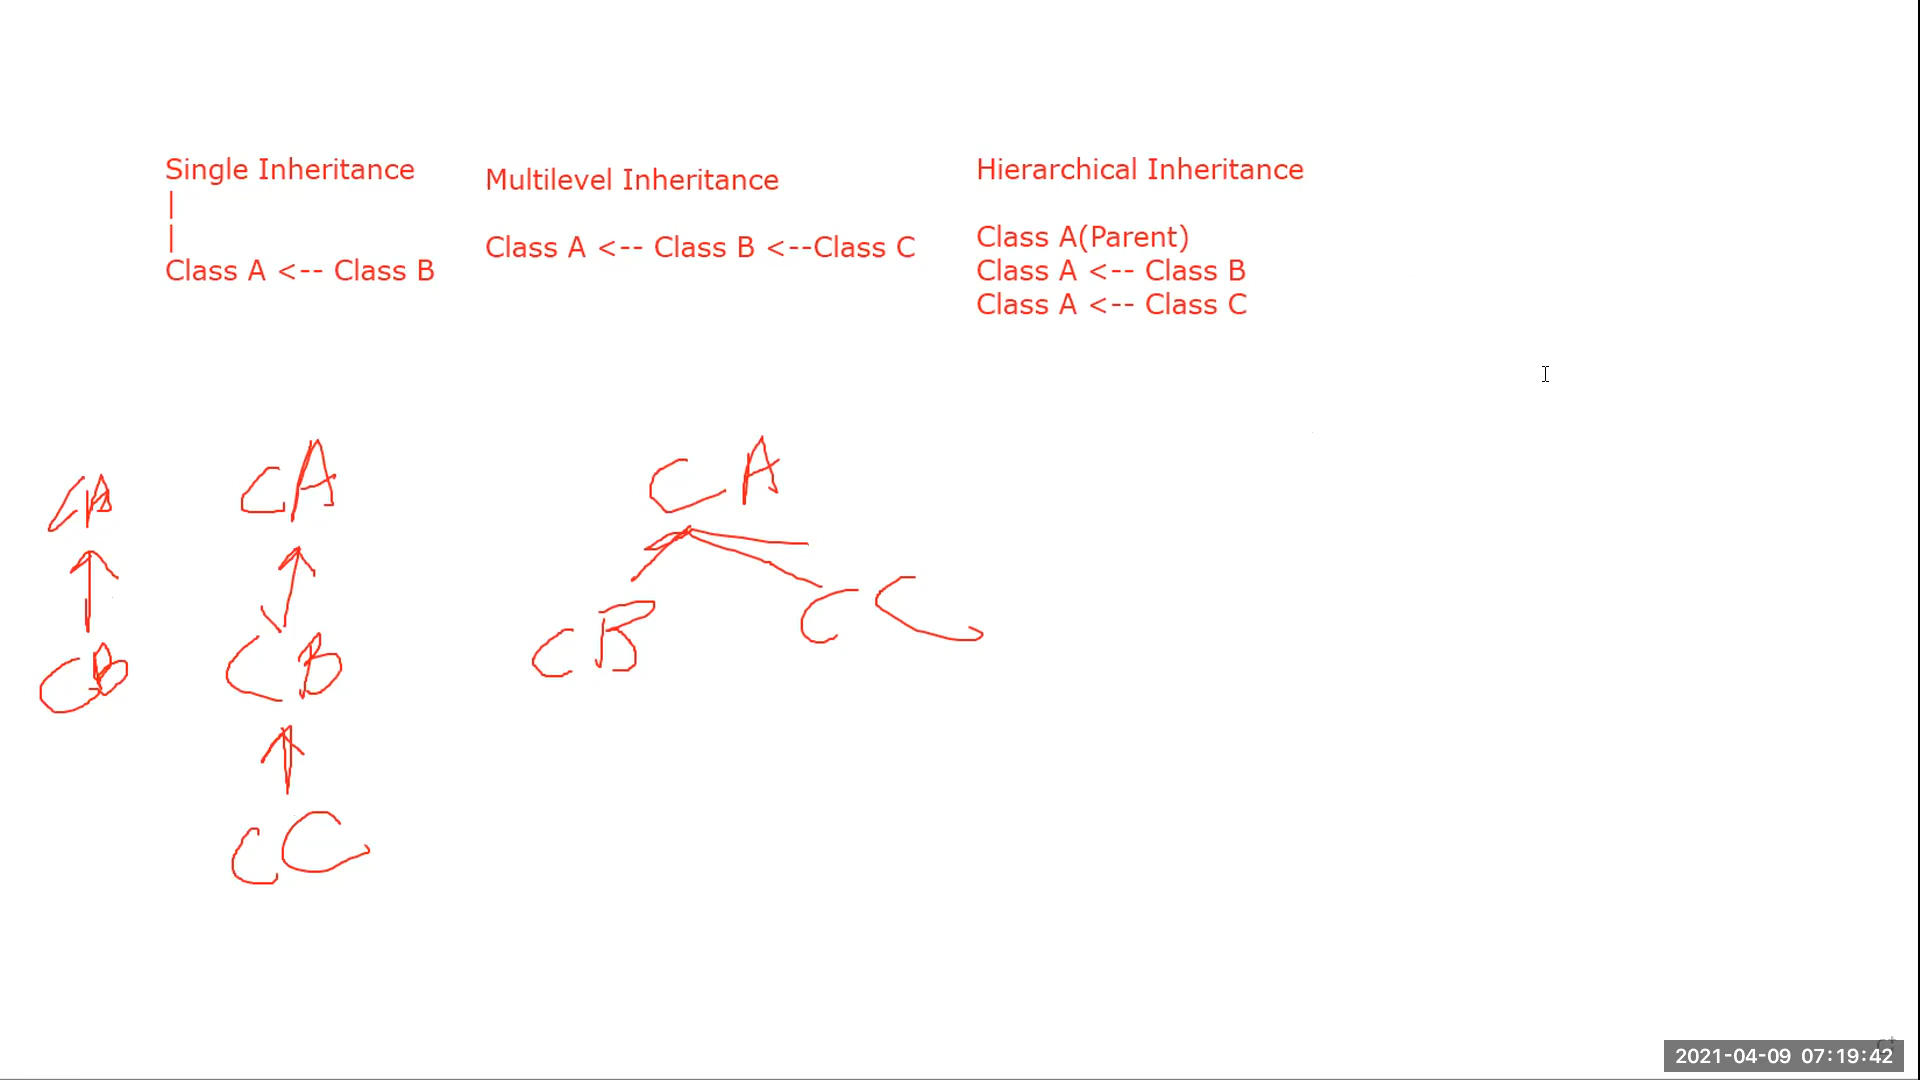 Single Inheritance
|
|
Class A <-- Class B
Multilevel Inheritance
Class A <-- Class B <--Class C
Hierarchical Inheritance
Class A(Parent)
Class A <-- Class B
Class A <-- Class C
CA
CB
CA
CB
CC
CA
CB
CC
2021-04-09 07:19:42